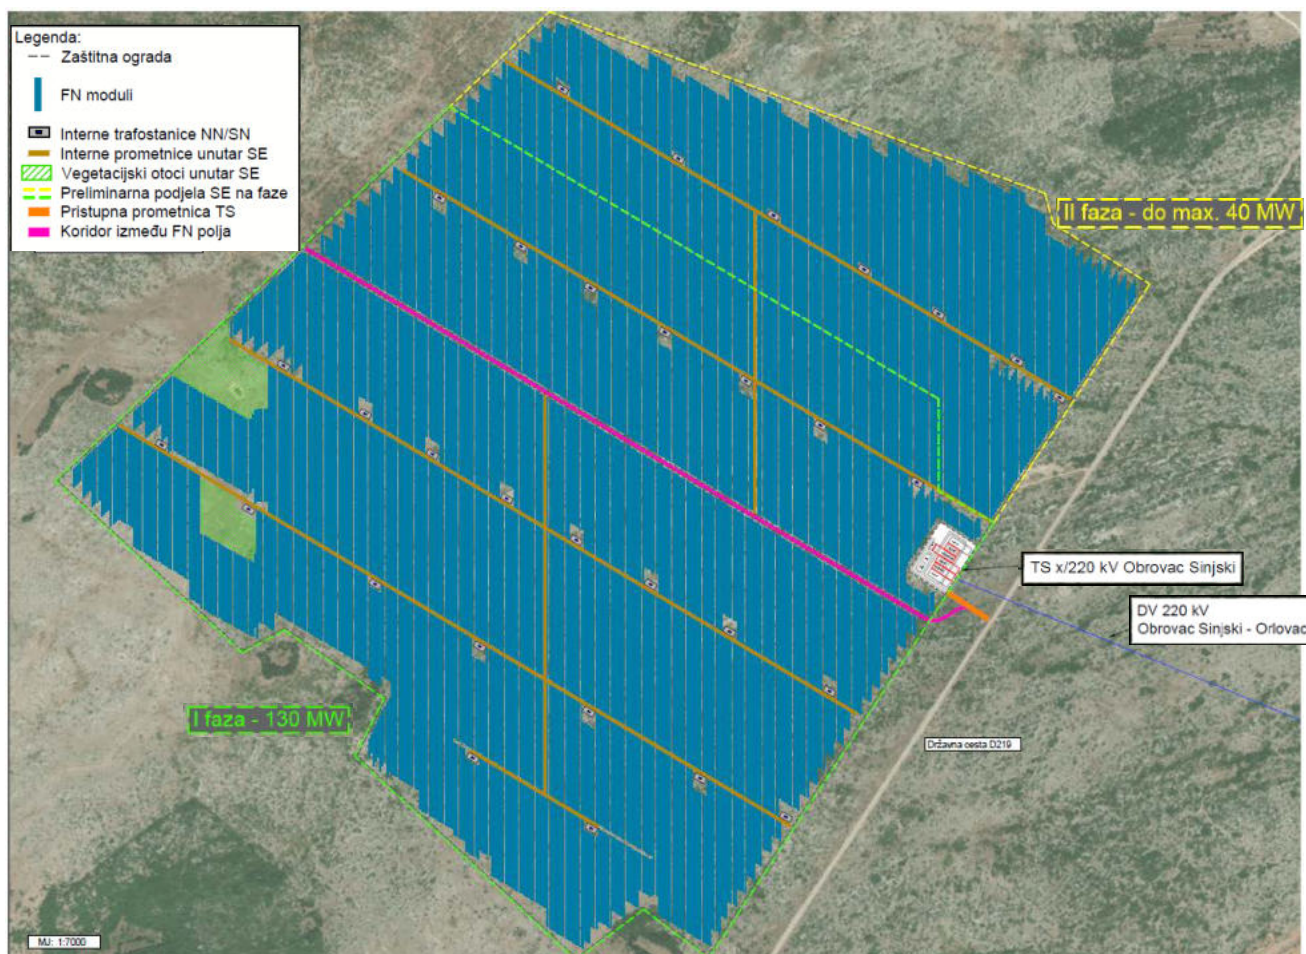 Legenda:
Zaštitna ograda
FN moduli
Interne trafostanice NN/SN
Interne prometnice unutar SE
Vegetacijski otoci unutar SE
Preliminarna podjela SE na faze
Pristupna prometnica TS
Koridor između FN polja
II faza - do max. 40 MW
TS x/220 kV Obrovac Sinjski
DV 220 kV
Obrovac Sinjski - Orlovac
I faza - 130 MW
Državna cesta D219
MJ: 1:7000